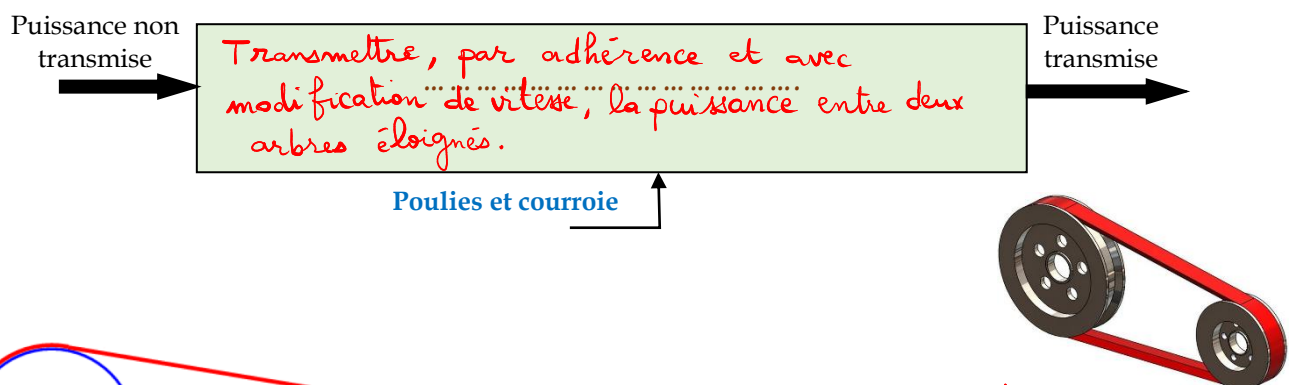 Puissance non
transmise
Transmettre, par adhérence et avec
modification de vitesse, la puissance entre deux
arbres éloignés.
Puissance
transmise
Poulies et courroie